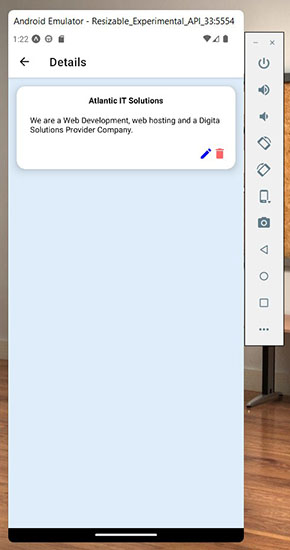 Android Emulator - Resizable_Experimental_API_33:5554
1:22
Details
Atlantic IT Solutions
We are a Web Development, web hosting and a Digita
Solutions Provider Company.